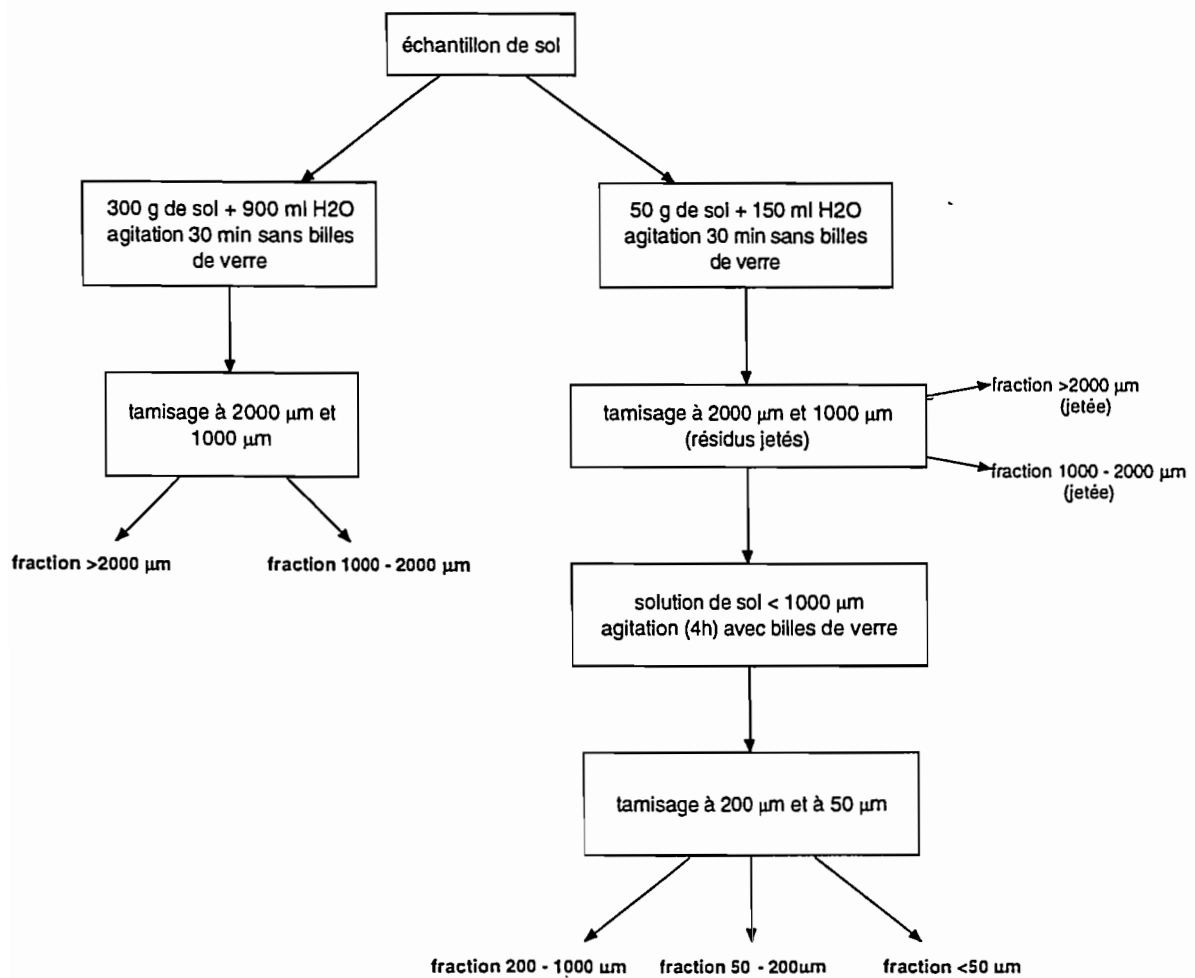 échantillon de sol
300 g de sol + 900 ml H2O
agitation 30 min sans billes
de verre
50 g de sol + 150 ml H2O
agitation 30 min sans billes
de verre
tamisage à 2000 µm et
1000 µm
tamisage à 2000 µm et 1000 µm
(résidus jetés)
fraction >2000 µm
(jetée)
fraction 1000 - 2000 µm
(jetée)
fraction >2000 µm
fraction 1000 - 2000 µm
solution de sol < 1000 µm
agitation (4h) avec billes de verre
tamisage à 200 µm et à 50 µm
fraction 200 - 1000 µm
fraction 50 - 200µm
fraction <50 µm